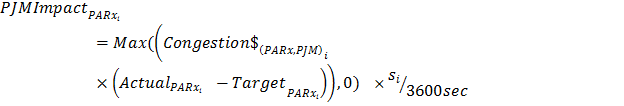 PJMImpact_{PARx_i}
= Max((Congestion$_{(PARx,PJM)_i}
× (Actual_{PARx_i} − Target_{PARx_i})), 0) × s_i/3600sec